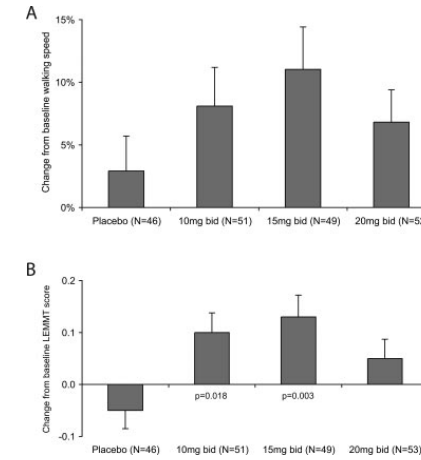 A
Change from baseline walking speed
15%
10%
5%
0%
Placebo (N=46) 10mg bid (N=51) 15mg bid (N=49) 20mg bid
B
Change from baseline LEMMT score
0.2
0.1
0.0
-0.1
p=0.018 p=0.003
Placebo (N=46) 10mg bid (N=51) 15mg bid (N=49) 20mg bid (N=53)